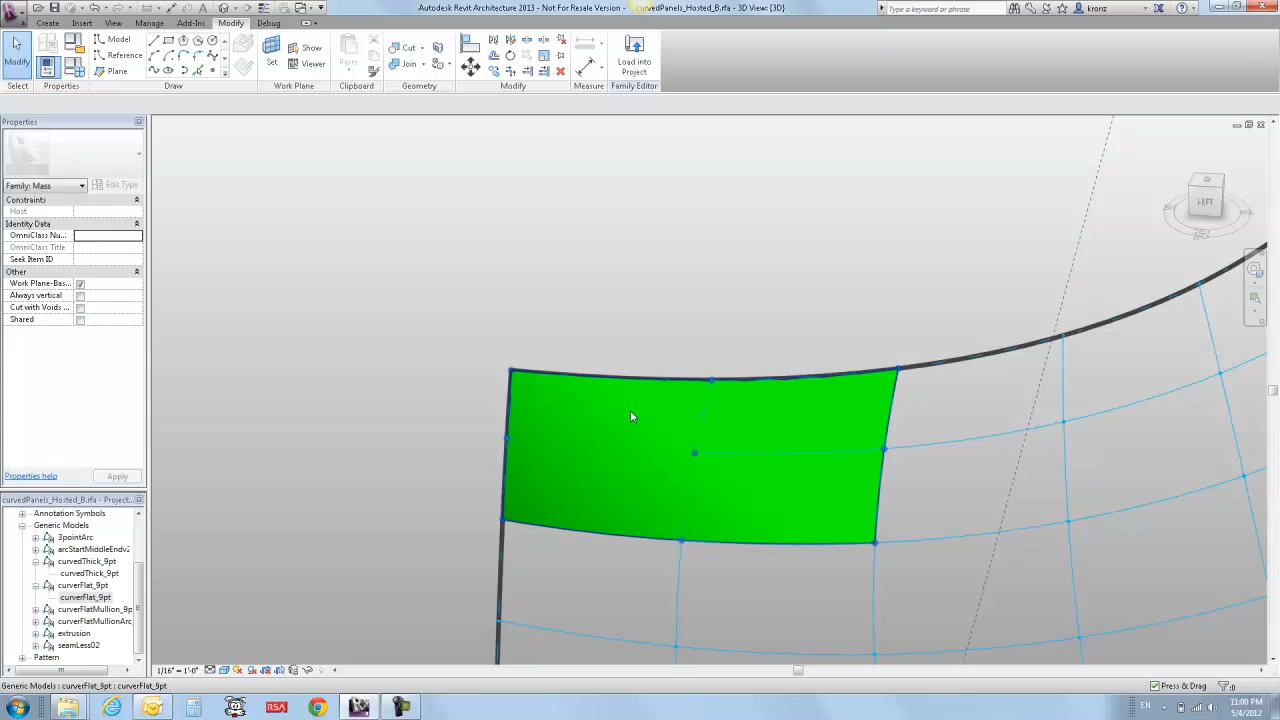 Autodesk Revit Architecture 2013 - Not For Resale Version - curvedPanels_Hosted_B.rfa - 3D View: {3D}
Type a keyword or phrase
kronz
Create Insert View Manage Add-Ins Modify Debug
Modify
Model
Reference
Plane
Set
Show
Viewer
Paste
Cut
Join
Load into
Project
Select Properties Draw Work Plane Clipboard Geometry Modify Measure Family Editor
Properties
Family: Mass
Edit Type
Constraints
Host
Identity Data
OmniClass Nu...
OmniClass Title
Seek Item ID
Other
Work Plane-Bas...
Always vertical
Cut with Voids ...
Shared
LEFT
Properties help
Apply
curvedPanels_Hosted_B.rfa - Project...
Annotation Symbols
Generic Models
3pointArc
arcStartMiddleEndv2
curvedThick_9pt
curvedThick_9pt
curverFlat_9pt
curverFlat_9pt
curverFlatMullion_9p
curverFlatMullionArc
extrusion
seamLess02
Pattern
1/16" = 1'-0"
Generic Models : curverFlat_9pt : curverFlat_9pt
Press & Drag
:0
RSA
EN
11:00 PM
5/4/2012